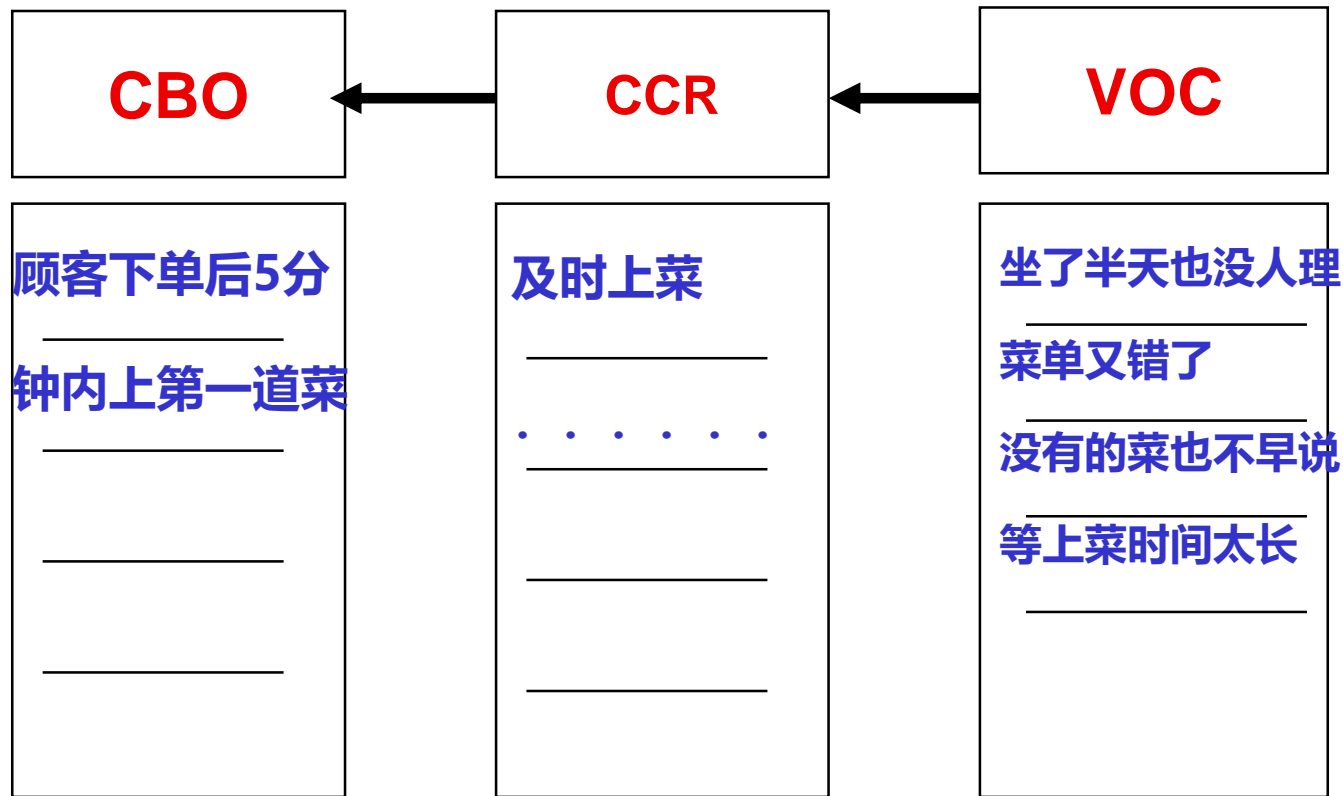 CBO
CCR
VOC
顾客下单后5分
钟内上第一道菜
及时上菜
· · · · · ·
坐了半天也没人理
菜单又错了
没有的菜也不早说
等上菜时间太长